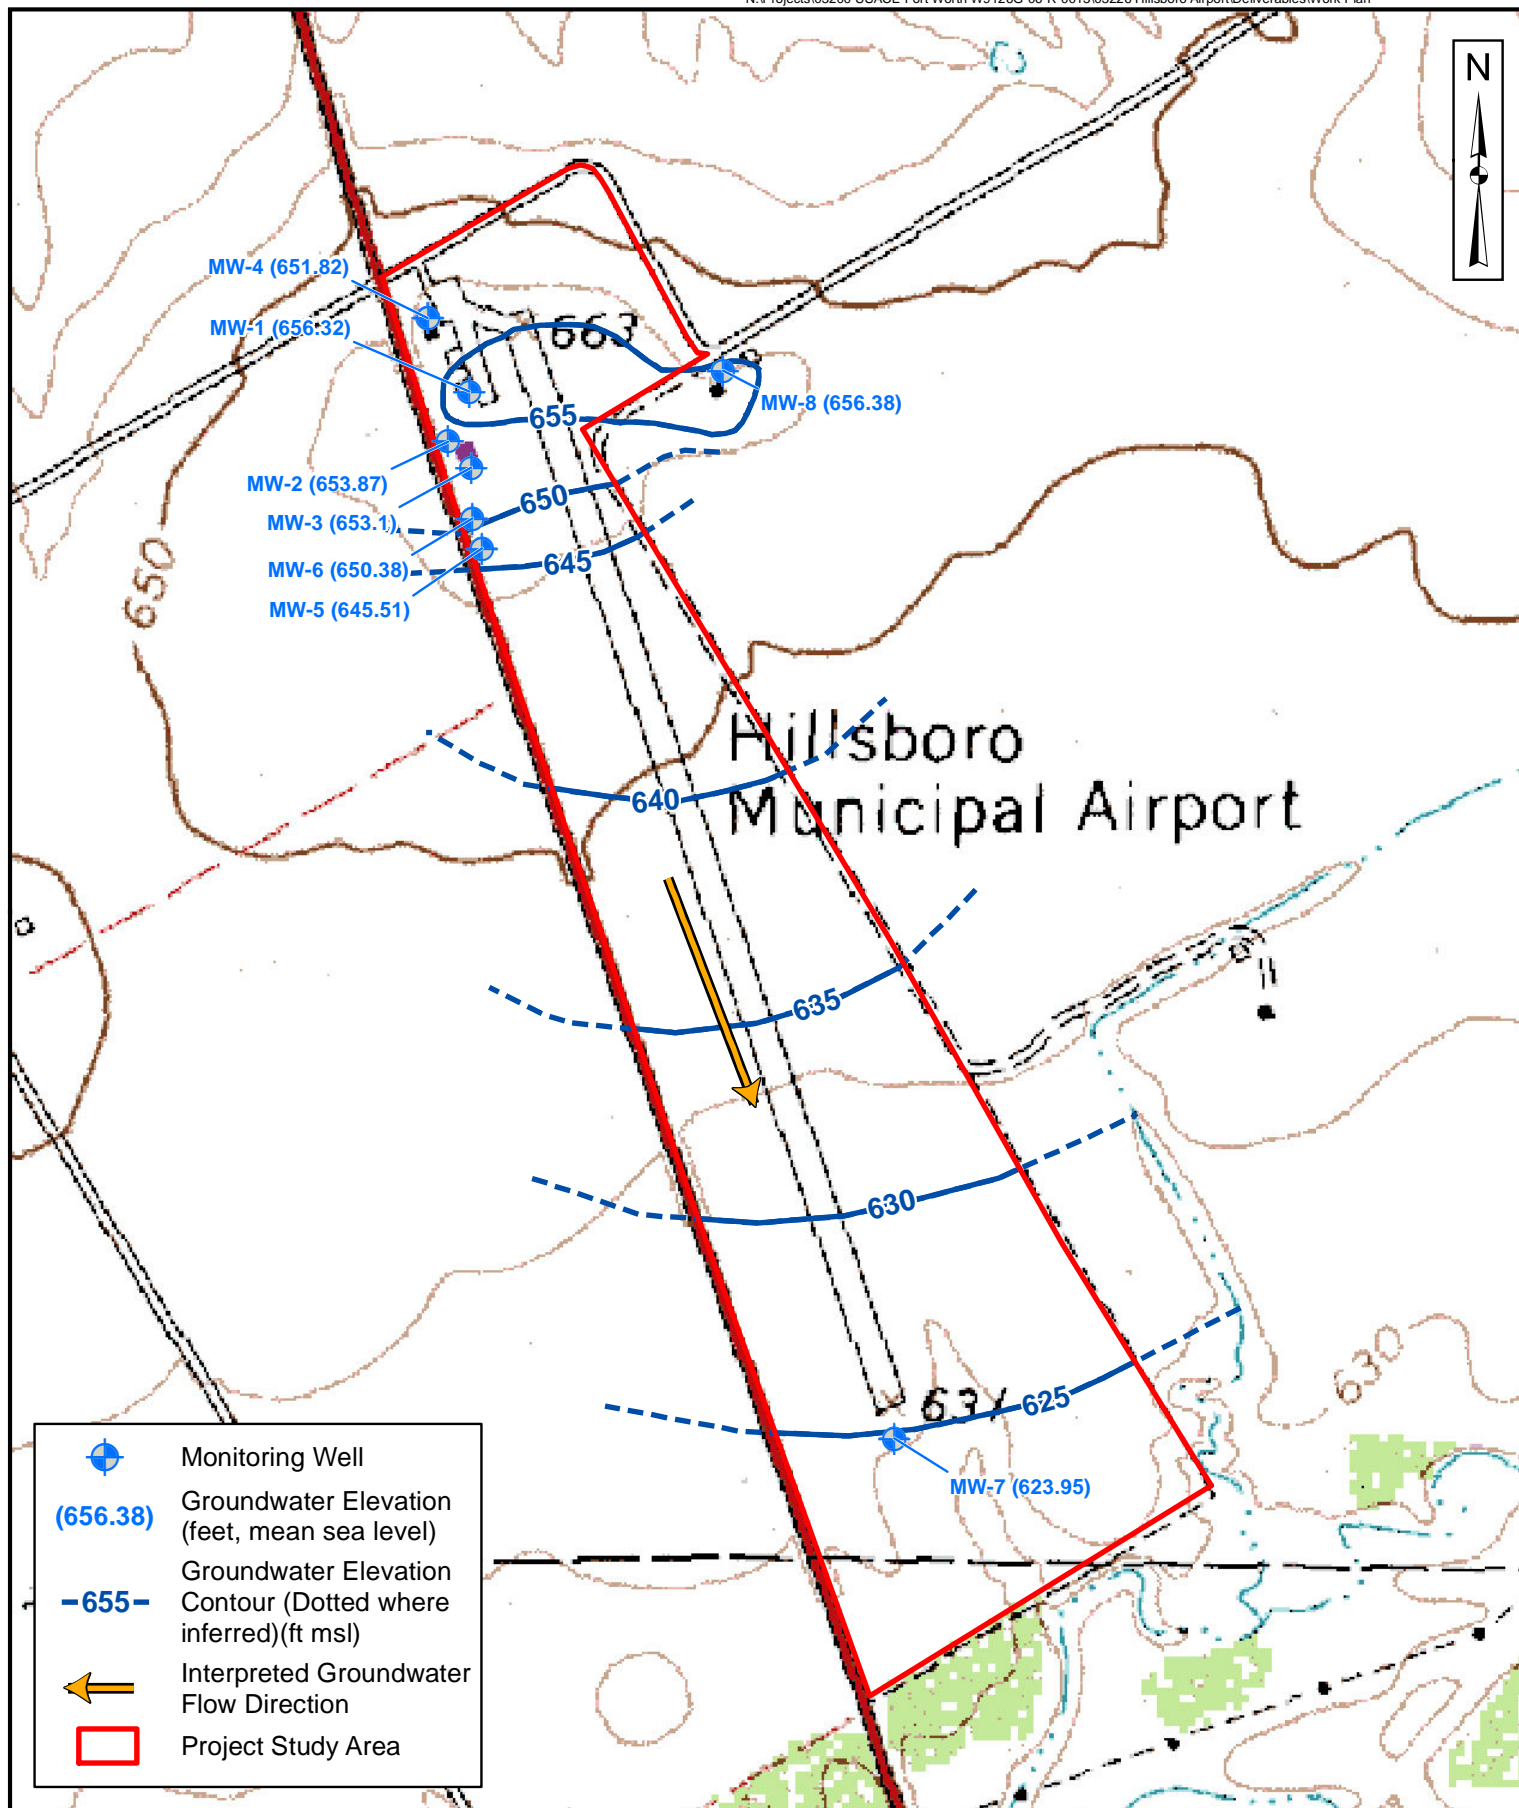 N
MW-4 (651.82)
MW-1 (656.32)
663
MW-8 (656.38)
655
MW-2 (653.87)
650
MW-3 (653.1)
645
MW-6 (650.38)
MW-5 (645.51)
650
Hillsboro
Municipal Airport
640
635
630
630
637
625
MW-7 (623.95)
Monitoring Well
(656.38)
Groundwater Elevation
(feet, mean sea level)
655
Groundwater Elevation
Contour (Dotted where
inferred)(ft msl)
Interpreted Groundwater
Flow Direction
Project Study Area